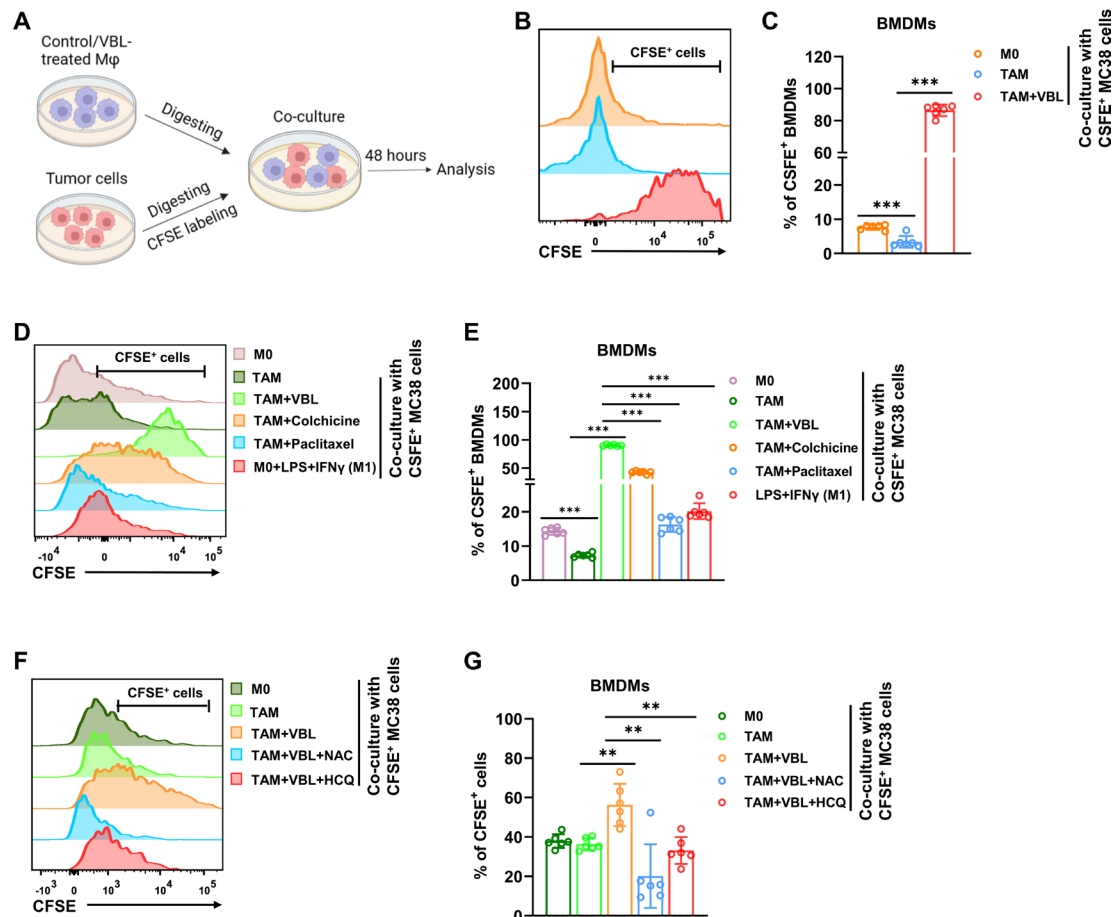 A
Control/VBL-
treated Mφ
Digesting
Tumor cells
Digesting
CFSE labeling
Co-culture
48 hours
Analysis
B
CFSE⁺ cells
0
10⁴
10⁵
CFSE
C
BMDMs
% of CSFE⁺ BMDMs
120
100
80
60
20
10
0
***
***
M0
TAM
TAM+VBL
Co-culture with
CSFE⁺ MC38 cells
D
CFSE⁺ cells
-10⁴
0
10⁴
10⁵
CFSE
M0
TAM
TAM+VBL
TAM+Colchicine
TAM+Paclitaxel
M0+LPS+IFNγ (M1)
Co-culture with
CSFE⁺ MC38 cells
E
BMDMs
% of CSFE⁺ BMDMs
200
150
100
50
20
10
0
***
***
***
***
***
M0
TAM
TAM+VBL
TAM+Colchicine
TAM+Paclitaxel
LPS+IFNγ (M1)
Co-culture with
CSFE⁺ MC38 cells
F
CFSE⁺ cells
-10³
0
10³
10⁵
CFSE
M0
TAM
TAM+VBL
TAM+VBL+NAC
TAM+VBL+HCQ
Co-culture with
CFSE⁺ MC38 cells
G
BMDMs
% of CFSE⁺ cells
100
80
60
40
20
0
**
**
**
M0
TAM
TAM+VBL
TAM+VBL+NAC
TAM+VBL+HCQ
Co-culture with
CFSE⁺ MC38 cells